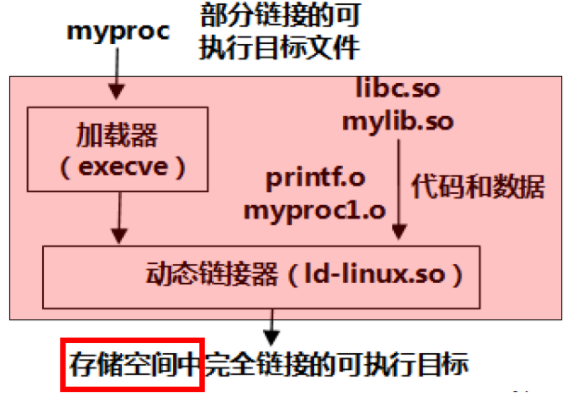 myproc
部分链接的可
执行目标文件
加载器
（execve）
libc.so
mylib.so
printf.o
myproc1.o
代码和数据
动态链接器（ld-linux.so）
存储空间中完全链接的可执行目标